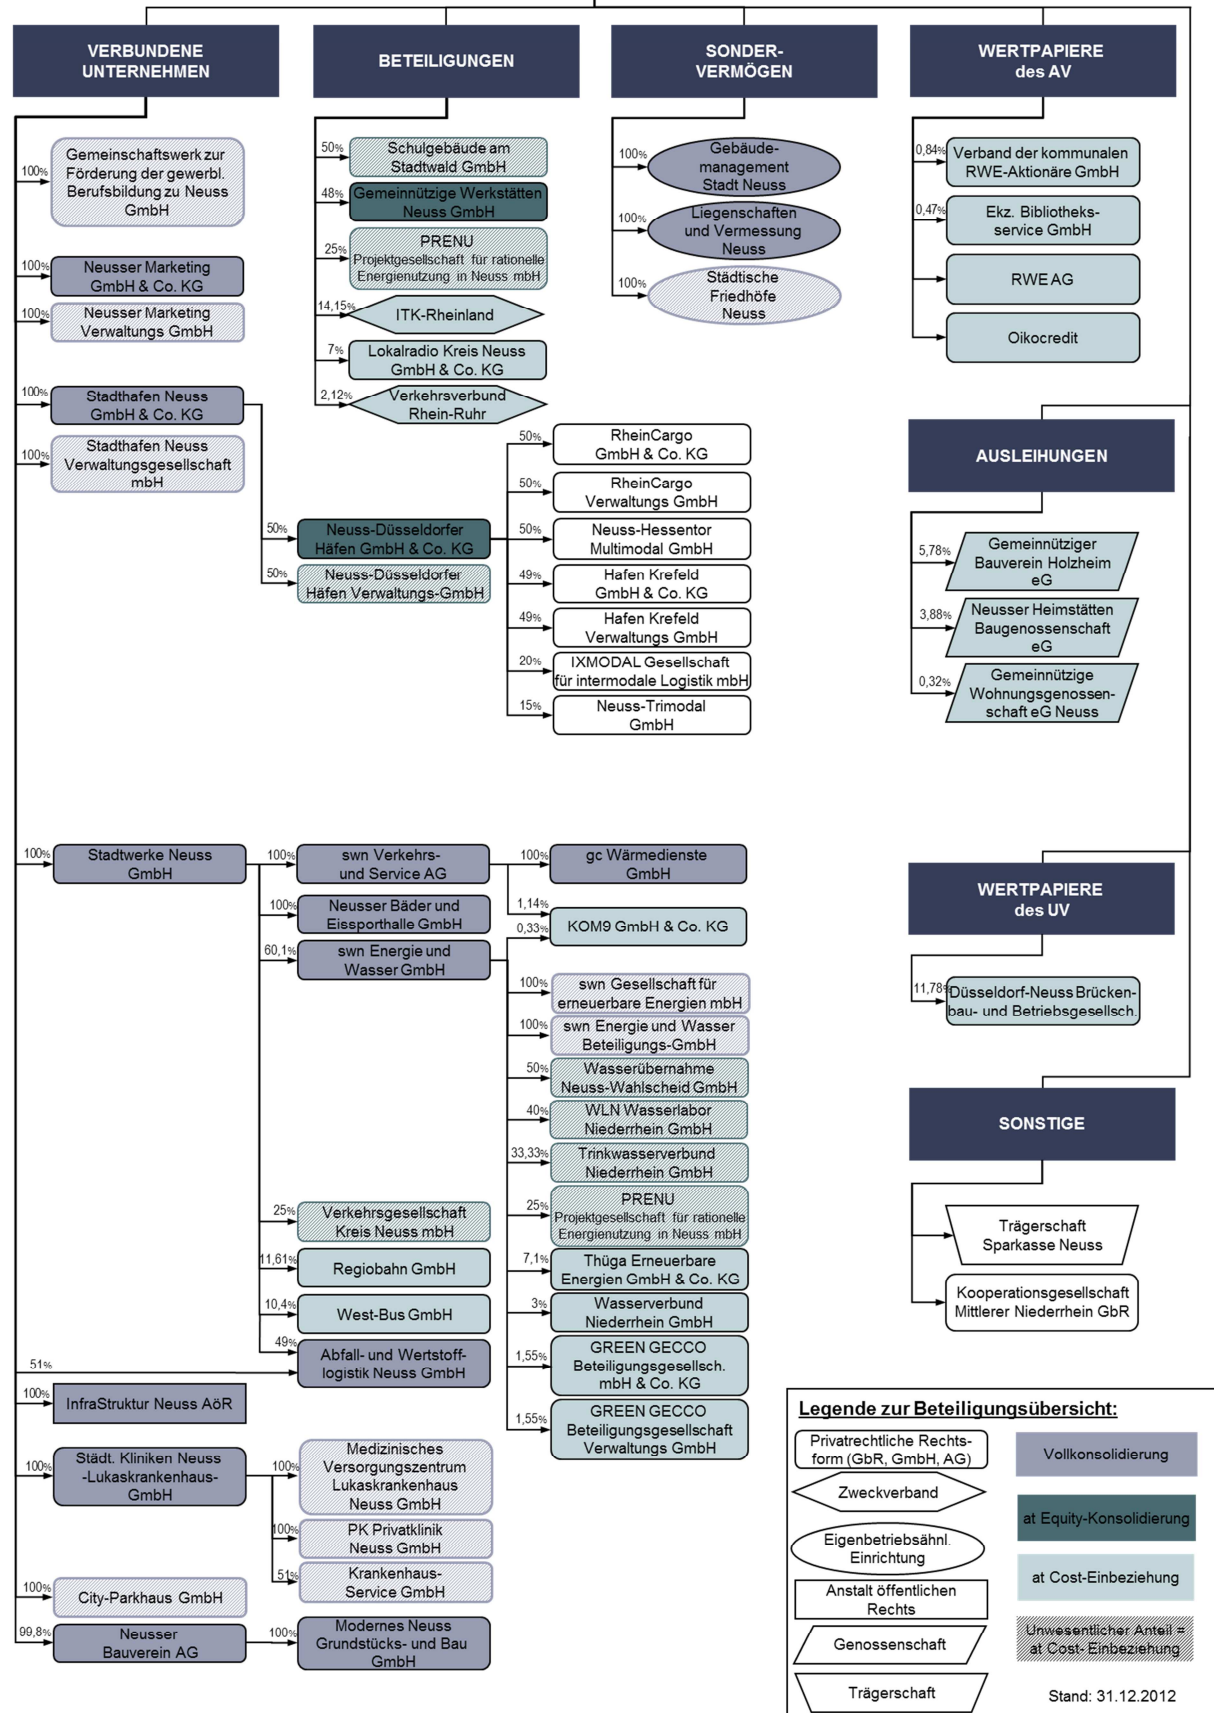 VERBUNDENE
UNTERNEHMEN
100%
Gemeinschaftswerk zur
Förderung der gewerbl.
Berufsbildung zu Neuss
GmbH
100%
Neusser Marketing
GmbH & Co. KG
100%
Neusser Marketing
Verwaltungs GmbH
100%
Stadthafen Neuss
GmbH & Co. KG
100%
Stadthafen Neuss
Verwaltungsgesellschaft
mbH
BETEILIGUNGEN
50%
Schulgebäude am
Stadtwald GmbH
48%
Gemeinnützige Werkstätten
Neuss GmbH
25%
PRENU
Projektgesellschaft für rationelle
Energienutzung in Neuss mbH
14,15%
ITK-Rheinland
7%
Lokalradio Kreis Neuss
GmbH & Co. KG
2,12%
Verkehrsverbund
Rhein-Ruhr
SONDER-
VERMÖGEN
100%
Gebäude-
management
Stadt Neuss
100%
Liegenschaften
und Vermessung
Neuss
100%
Städtische
Friedhöfe
Neuss
WERTPAPIERE
des AV
0,84%
Verband der kommunalen
RWE-Aktionäre GmbH
0,47%
Ekz. Bibliotheks-
service GmbH
RWE AG
Oikocredit
50%
Neuss-Düsseldorfer
Häfen GmbH & Co. KG
50%
Neuss-Düsseldorfer
Häfen Verwaltungs-GmbH
50%
RheinCargo
GmbH & Co. KG
50%
RheinCargo
Verwaltungs GmbH
50%
Neuss-Hessentor
Multimodal GmbH
49%
Hafen Krefeld
GmbH & Co. KG
49%
Hafen Krefeld
Verwaltungs GmbH
20%
IXMODAL Gesellschaft
für intermodale Logistik mbH
15%
Neuss-Trimodal
GmbH
AUSLEIHUNGEN
5,78%
Gemeinnütziger
Bauverein Holzheim
eG
3,88%
Neusser Heimstätten
Baugenossenschaft
eG
0,32%
Gemeinnützige
Wohnungsgenossen-
schaft eG Neuss
100%
Stadtwerke Neuss
GmbH
100%
swn Verkehrs-
und Service AG
100%
gc Wärmedienste
GmbH
100%
Neusser Bäder und
Eissporthalle GmbH
1,14%
0,33%
KOM9 GmbH & Co. KG
60,1%
swn Energie und
Wasser GmbH
100%
swn Gesellschaft für
erneuerbare Energien mbH
100%
swn Energie und Wasser
Beteiligungs-GmbH
50%
Wasserübernahme
Neuss-Wahlscheid GmbH
40%
WLN Wasserlabor
Niederrhein GmbH
33,33%
Trinkwasserverbund
Niederrhein GmbH
25%
PRENU
Projektgesellschaft für rationelle
Energienutzung in Neuss mbH
7,1%
Thüga Erneuerbare
Energien GmbH & Co. KG
3%
Wasserverbund
Niederrhein GmbH
1,55%
GREEN GECCO
Beteiligungsgesellsch.
mbH & Co. KG
1,55%
GREEN GECCO
Beteiligungsgesellschaft
Verwaltungs GmbH
25%
Verkehrsgesellschaft
Kreis Neuss mbH
11,61%
Regiobahn GmbH
10,4%
West-Bus GmbH
49%
51%
Abfall- und Wertstoff-
logistik Neuss GmbH
100%
InfraStruktur Neuss AöR
100%
Städt. Kliniken Neuss
-Lukaskrankenhaus-
GmbH
100%
Medizinisches
Versorgungszentrum
Lukaskrankenhaus
Neuss GmbH
100%
PK Privatklinik
Neuss GmbH
51%
Krankenhaus-
Service GmbH
100%
City-Parkhaus GmbH
99,8%
Neusser
Bauverein AG
100%
Modernes Neuss
Grundstücks- und Bau
GmbH
WERTPAPIERE
des UV
11,78%
Düsseldorf-Neuss Brücken-
bau- und Betriebsgesellsch.
SONSTIGE
Trägerschaft
Sparkasse Neuss
Kooperationsgesellschaft
Mittlerer Niederrhein GbR
Legende zur Beteiligungsübersicht:
Privatrechtliche Rechts-
form (GbR, GmbH, AG)
Zweckverband
Eigenbetriebsähnl.
Einrichtung
Anstalt öffentlichen
Rechts
Genossenschaft
Trägerschaft
Vollkonsolidierung
at Equity-Konsolidierung
at Cost-Einbeziehung
Unwesentlicher Anteil =
at Cost- Einbeziehung
Stand: 31.12.2012